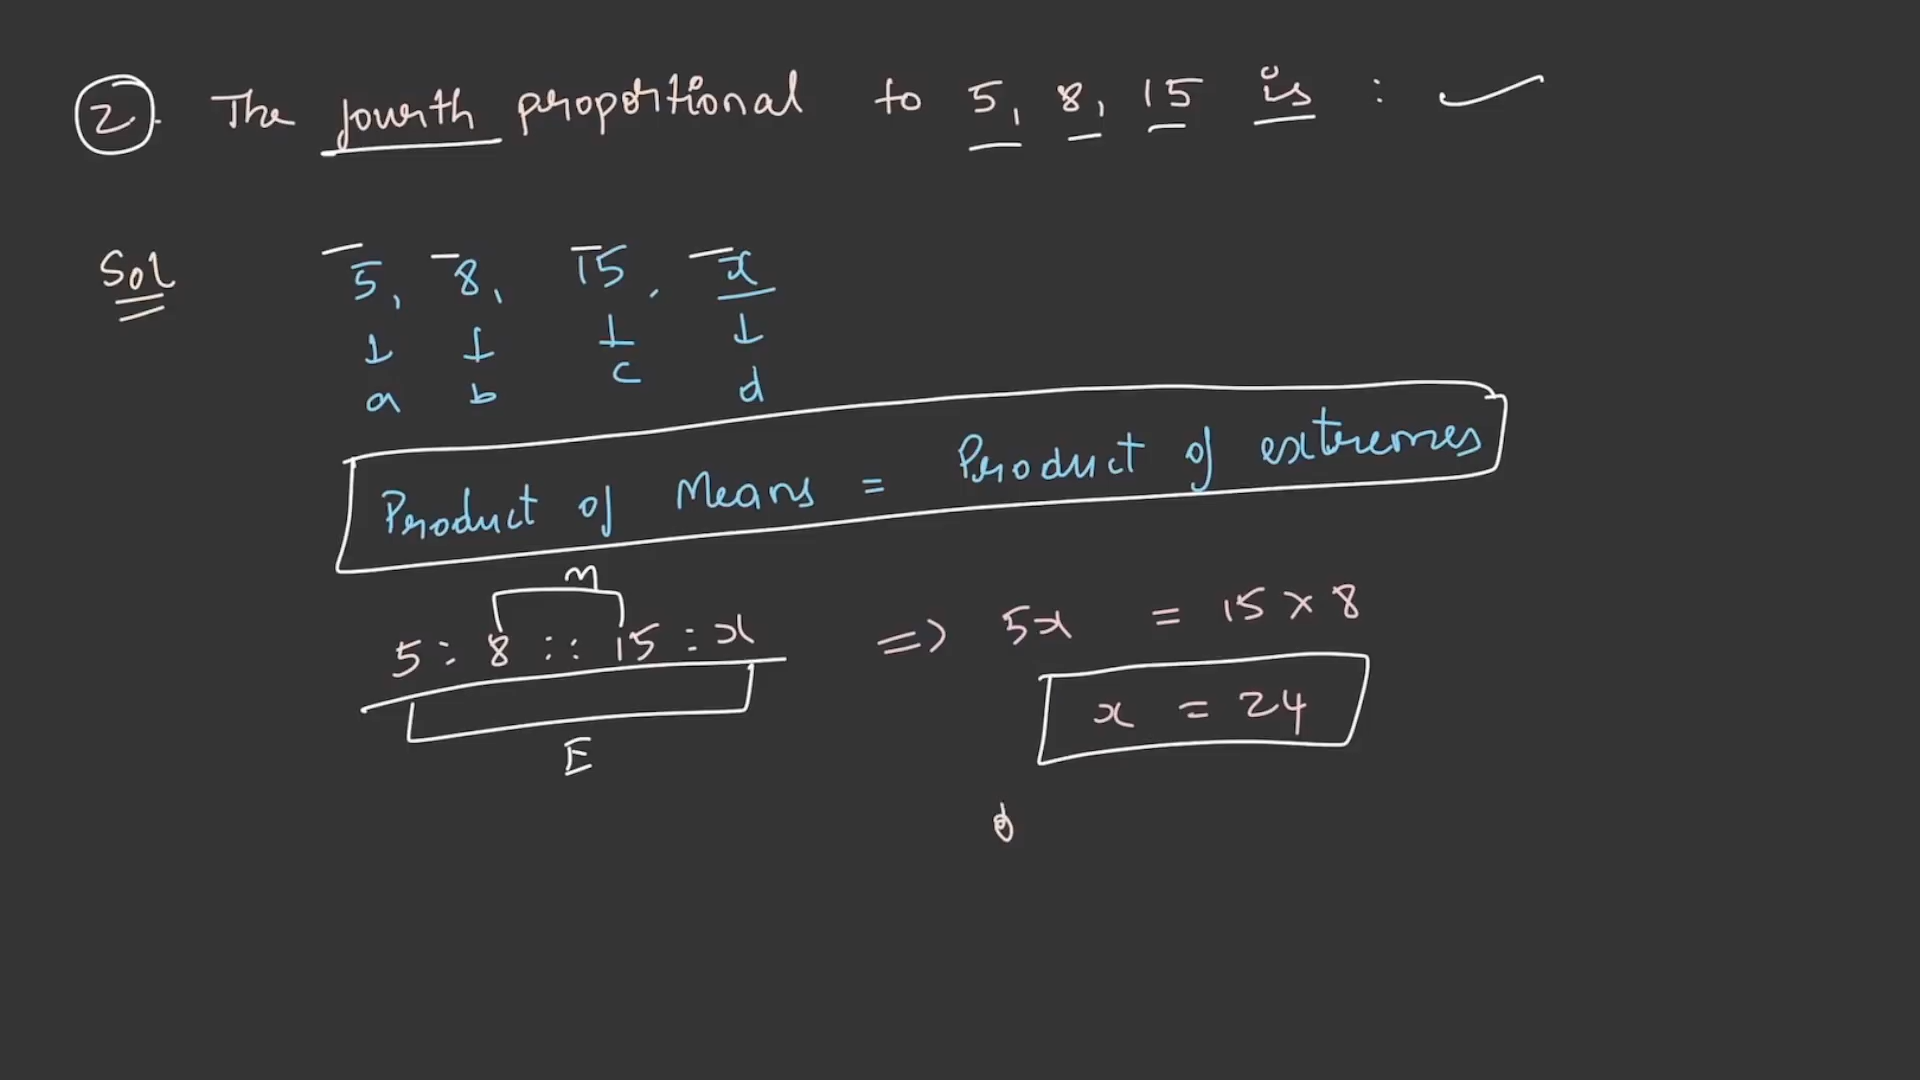 2. The fourth proportional to 5, 8, 15 is :
Sol 5, 8, 15, x
a b c d
Product of Means = Product of extremes
M
5 : 8 :: 15 : x => 5x = 15 × 8
E
x = 24